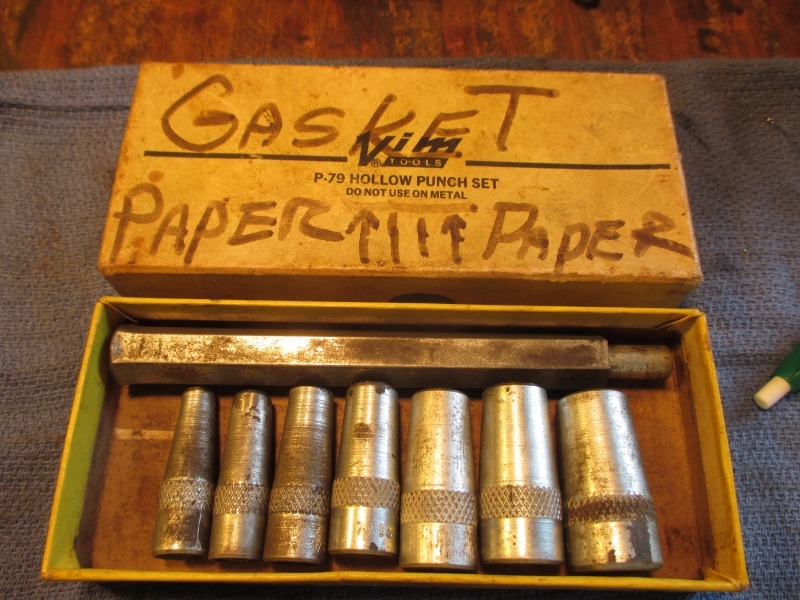 GASKET
Vim
® TOOLS
P-79 HOLLOW PUNCH SET
DO NOT USE ON METAL
PAPER ↑||↑ PAPER